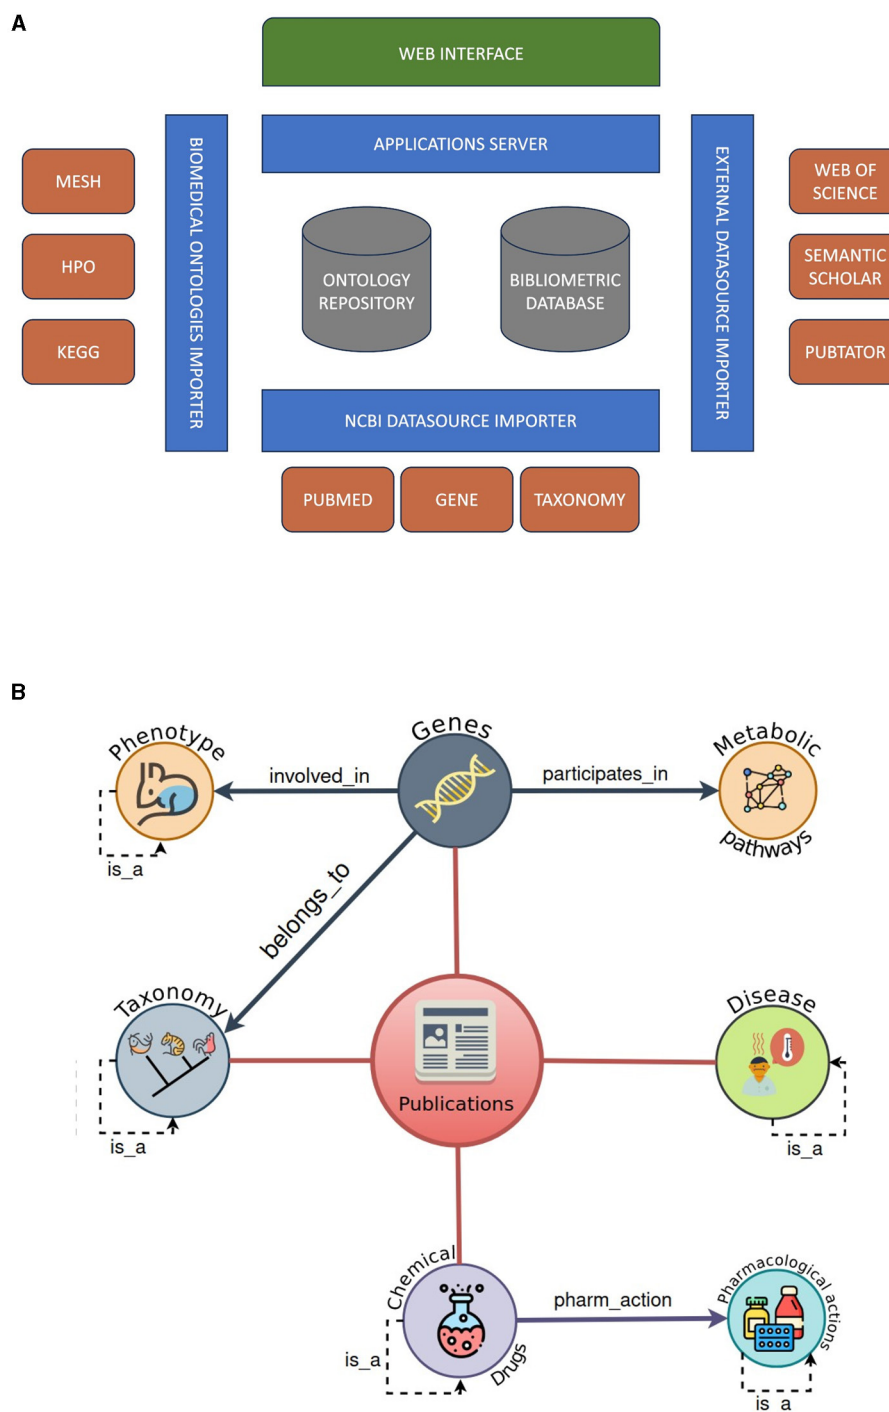 A
WEB INTERFACE
APPLICATIONS SERVER
BIOMEDICAL ONTOLOGIES IMPORTER
EXTERNAL DATASOURCE IMPORTER
MESH
HPO
KEGG
ONTOLOGY
REPOSITORY
BIBLIOMETRIC
DATABASE
WEB OF
SCIENCE
SEMANTIC
SCHOLAR
PUBTATOR
NCBI DATASOURCE IMPORTER
PUBMED
GENE
TAXONOMY
B
Phenotype
Genes
Metabolic
pathways
involved_in
participates_in
is_a
belongs_to
Taxonomy
Disease
Publications
is_a
is_a
Chemical
Drugs
pharm_action
Pharmacological actions
is_a
is_a